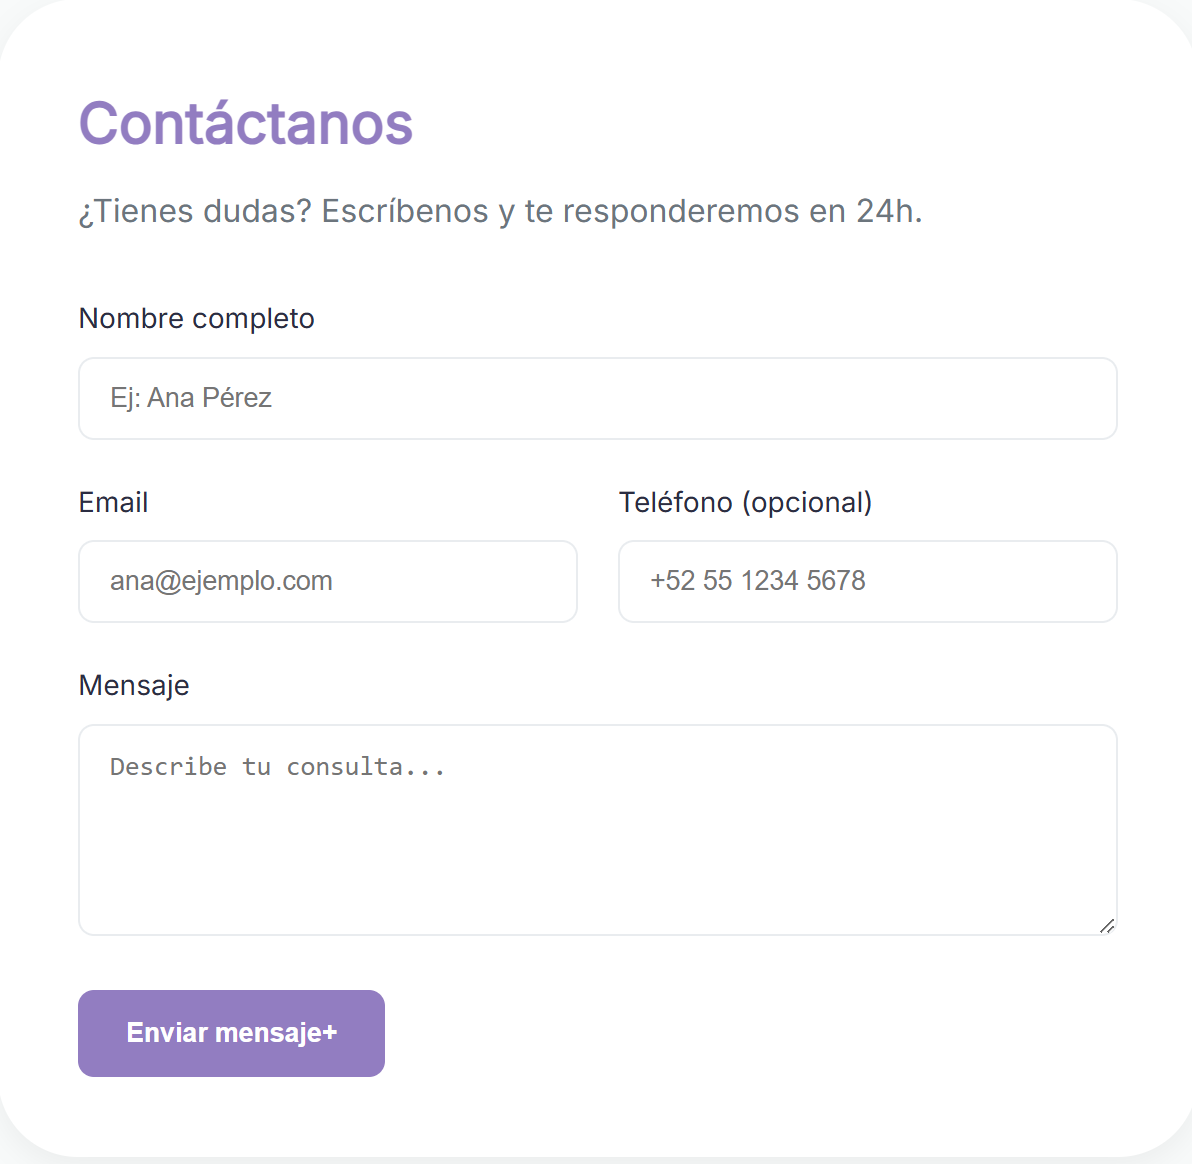 Contáctanos
¿Tienes dudas? Escríbenos y te responderemos en 24h.
Nombre completo
Ej: Ana Pérez
Email
Teléfono (opcional)
ana@ejemplo.com
+52 55 1234 5678
Mensaje
Describe tu consulta...
Enviar mensaje+